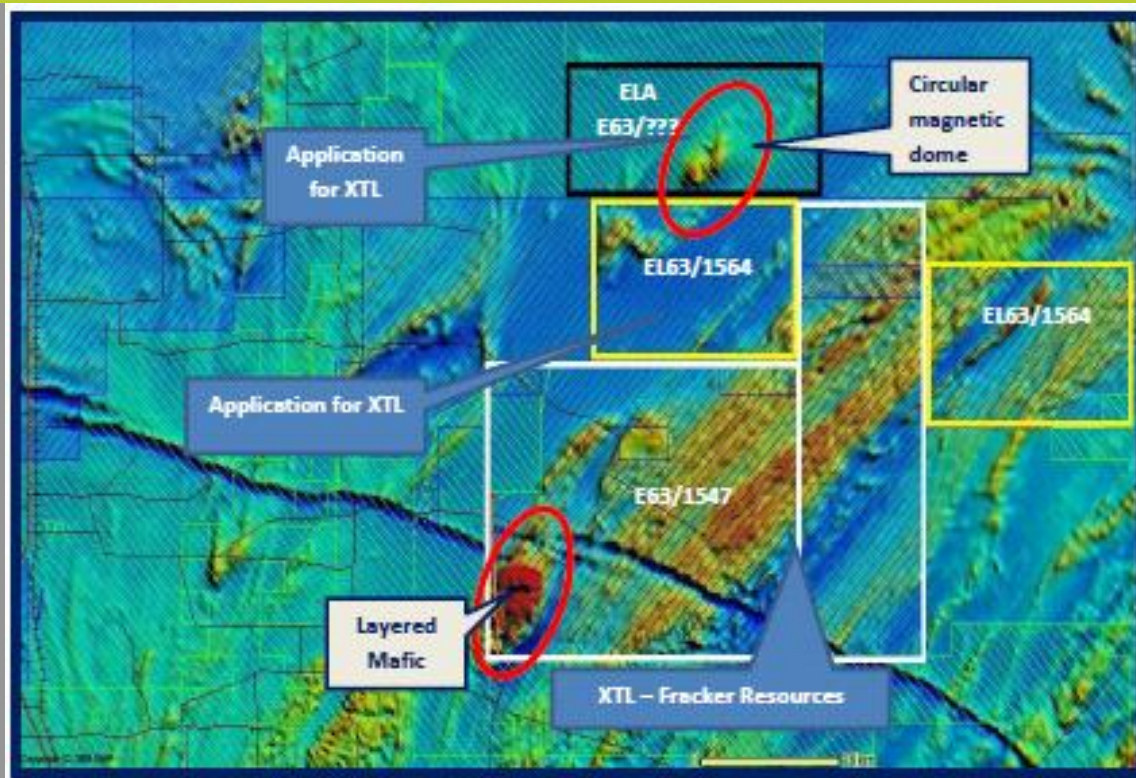 ELA
E63/???
Circular
magnetic
dome
Application
for XTL
EL63/1564
EL63/1564
Application for XTL
E63/1547
Layered
Mafic
XTL – Fracker Resources